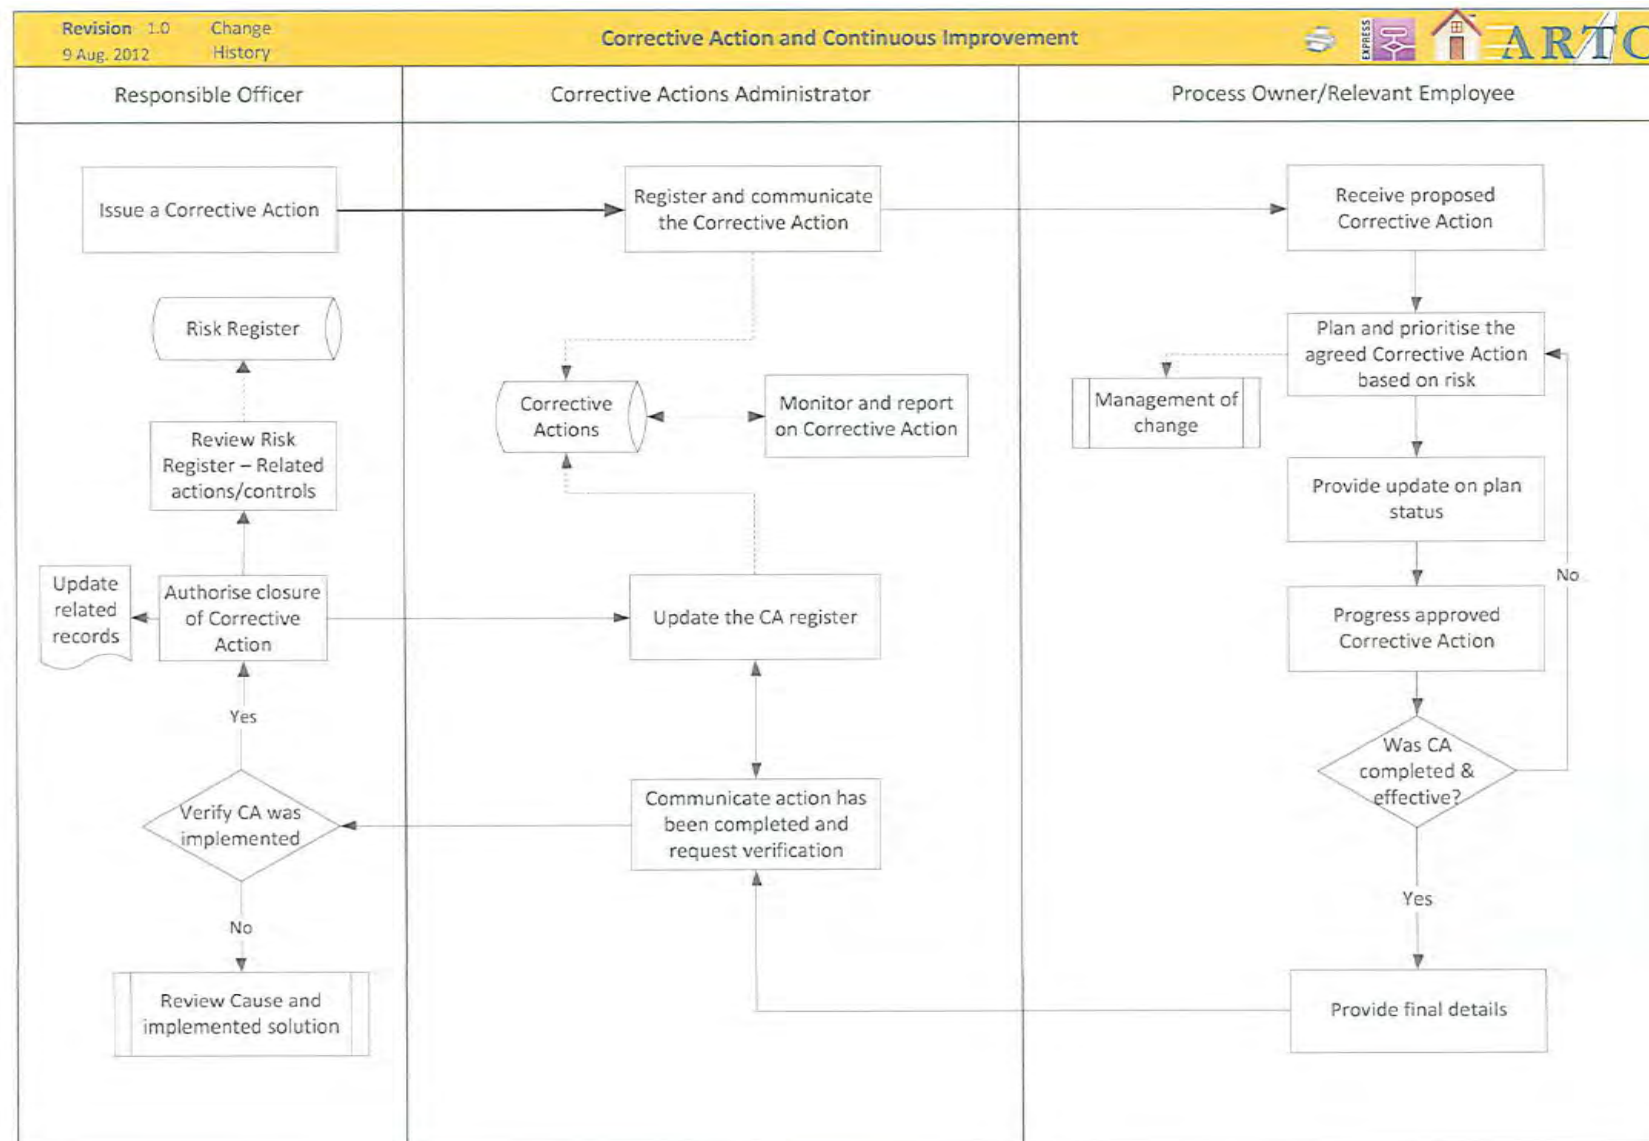 Revision 1.0
9 Aug. 2012
Change
History
Corrective Action and Continuous Improvement
EXPRESS
ARTC
Responsible Officer
Corrective Actions Administrator
Process Owner/Relevant Employee
Issue a Corrective Action
Register and communicate
the Corrective Action
Receive proposed
Corrective Action
Risk Register
Plan and prioritise the
agreed Corrective Action
based on risk
Management of
change
Corrective
Actions
Monitor and report
on Corrective Action
Review Risk
Register – Related
actions/controls
Provide update on plan
status
No
Update
related
records
Authorise closure
of Corrective
Action
Update the CA register
Progress approved
Corrective Action
Yes
Was CA
completed &
effective?
Verify CA was
implemented
Communicate action has
been completed and
request verification
Yes
No
Review Cause and
implemented solution
Provide final details